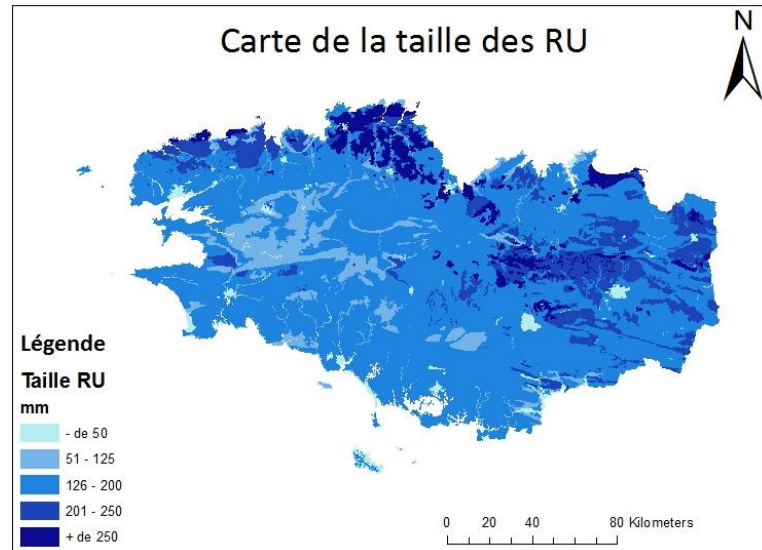 Carte de la taille des RU
N
Légende
Taille RU
mm
- de 50
51 - 125
126 - 200
201 - 250
+ de 250
0 20 40 80 Kilometers